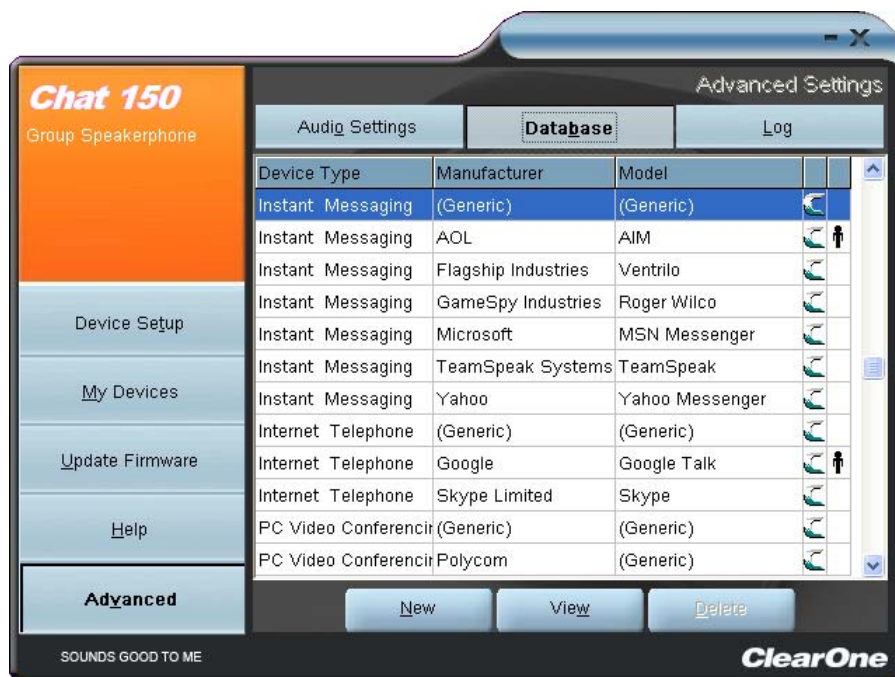 Chat 150
Group Speakerphone
Advanced Settings
Audio Settings
Database
Log
Device Type Manufacturer Model
Instant Messaging (Generic) (Generic)
Instant Messaging AOL AIM
Instant Messaging Flagship Industries Ventrilo
Instant Messaging GameSpy Industries Roger Wilco
Instant Messaging Microsoft MSN Messenger
Instant Messaging TeamSpeak Systems TeamSpeak
Instant Messaging Yahoo Yahoo Messenger
Internet Telephone (Generic) (Generic)
Internet Telephone Google Google Talk
Internet Telephone Skype Limited Skype
PC Video Conferencin (Generic) (Generic)
PC Video Conferencin Polycom (Generic)
Device Setup
My Devices
Update Firmware
Help
Advanced
New
View
Delete
SOUNDS GOOD TO ME
ClearOne